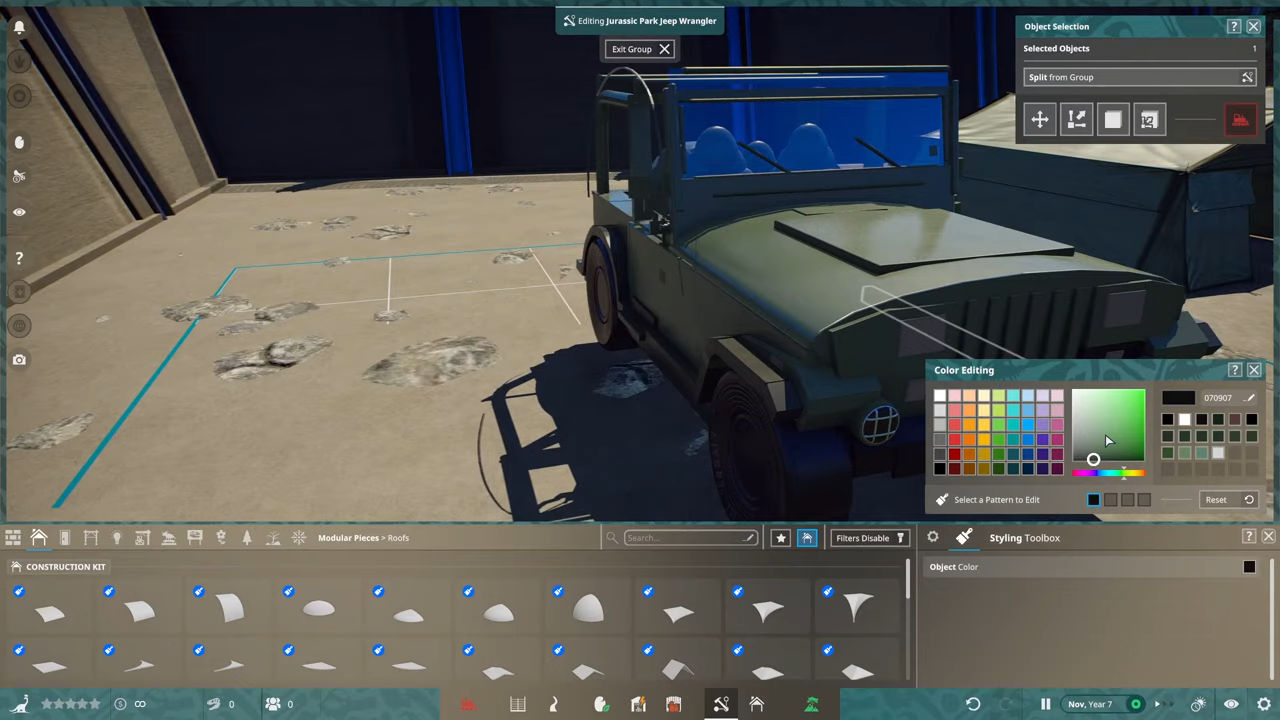 Editing Jurassic Park Jeep Wrangler
Exit Group
Object Selection
?
Selected Objects 1
Split from Group
Color Editing
?
070907
Select a Pattern to Edit
Reset
Modular Pieces > Roofs
Search...
Filters Disable
Styling Toolbox
?
CONSTRUCTION KIT
Object Color
?
$ ∞
0
0
Nov, Year 7